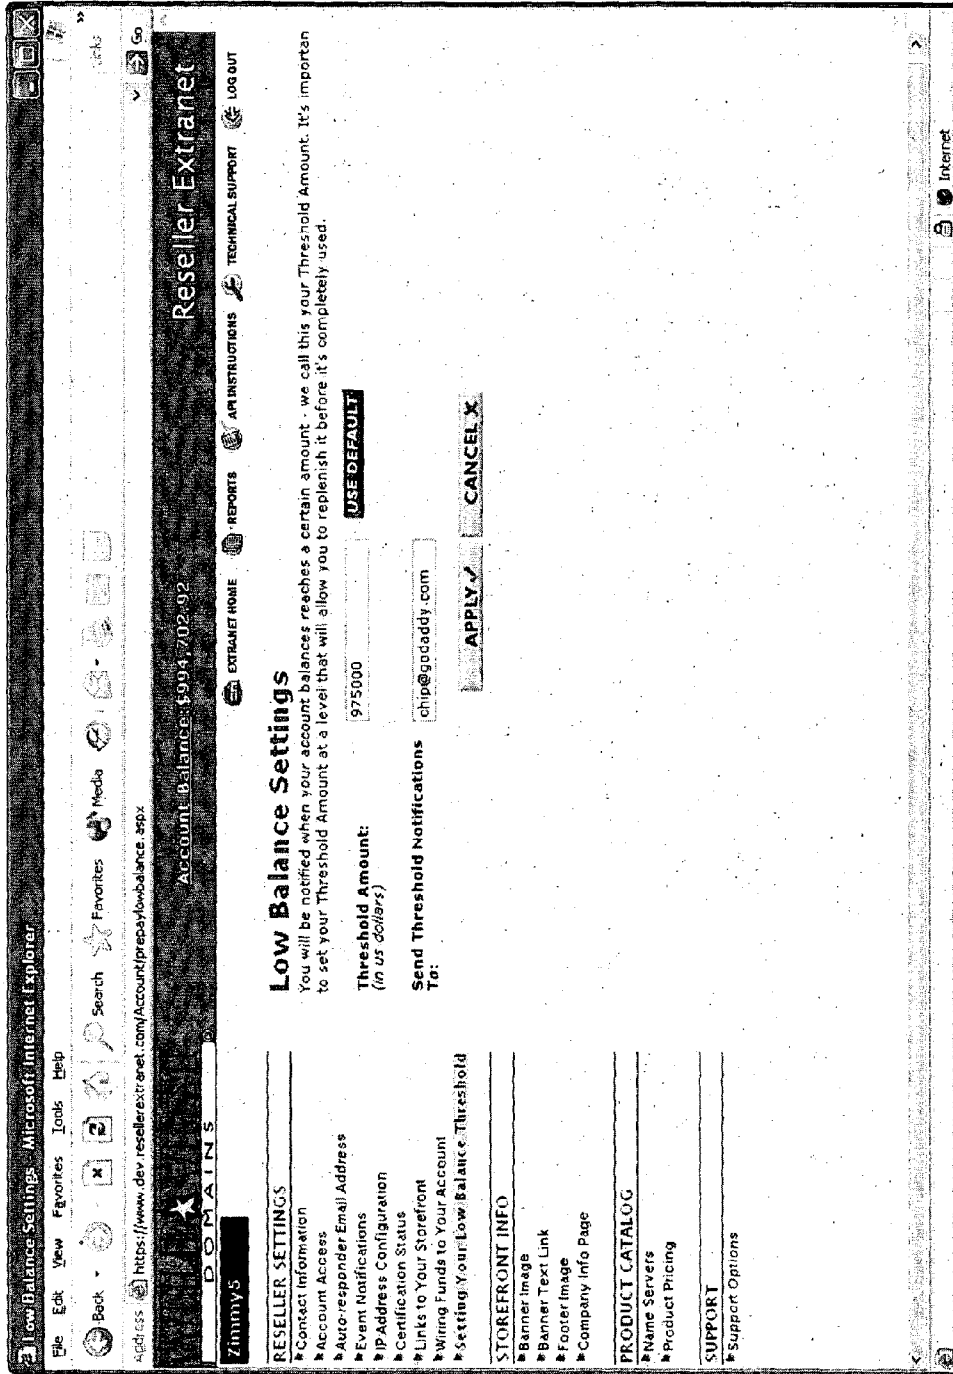 Low Balance Settings - Microsoft Internet Explorer
File Edit View Favorites Tools Help
Back Search Favorites Media
Address https://www.dev.resellerextranet.com/Account/prepaylowbalance.aspx Go
DOMAINS
Account Balance: $994,702.92
Reseller Extranet
Zimmy5
EXTRANET HOME REPORTS API INSTRUCTIONS TECHNICAL SUPPORT LOG OUT
RESELLER SETTINGS
Contact Information
Account Access
Auto-responder Email Address
Event Notifications
IP Address Configuration
Certification Status
Links to Your Storefront
Wiring Funds to Your Account
Setting Your Low Balance Threshold
STOREFRONT INFO
Banner Image
Banner Text Link
Footer Image
Company Info Page
PRODUCT CATALOG
Name Servers
Product Pricing
SUPPORT
Support Options
Low Balance Settings
You will be notified when your account balances reaches a certain amount - we call this your Threshold Amount. It's importan
to set your Threshold Amount at a level that will allow you to replenish it before it's completely used.
Threshold Amount: 975000 USE DEFAULT
(in us dollars)
Send Threshold Notifications chip@godaddy.com
To:
APPLY CANCEL X
Internet